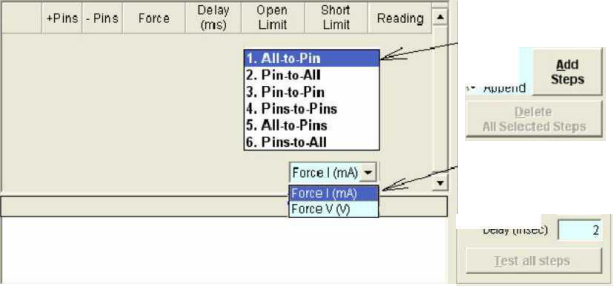 +Pins - Pins Force Delay (ms) Open Limit Short Limit Reading
1. All-to-Pin
2. Pin-to-All
3. Pin-to-Pin
4. Pins-to-Pins
5. All-to-Pins
6. Pins-to-All
Force I (mA)
Force I (mA)
Force V (V)
Add
Steps
Append
Delete
All Selected Steps
Delay (msec) 2
Test all steps